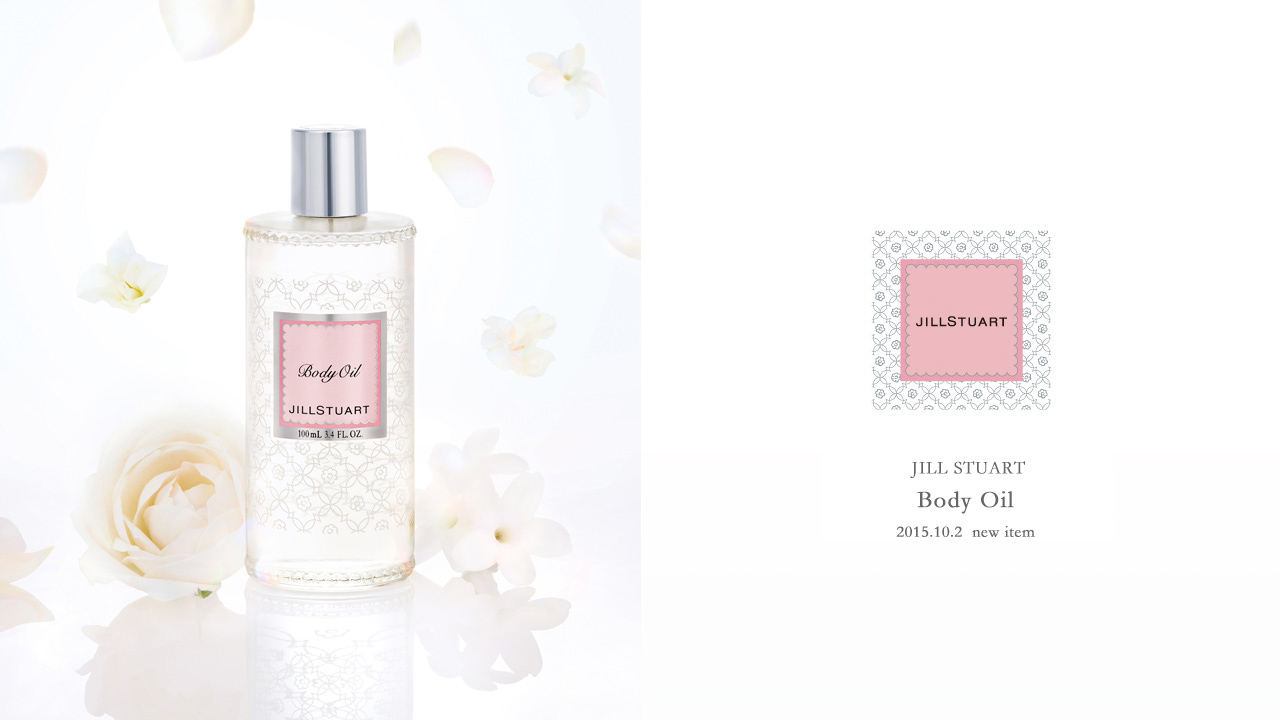 Body Oil
JILLSTUART
100mL 3.4 FL.OZ.
JILLSTUART
JILL STUART
Body Oil
2015.10.2 new item